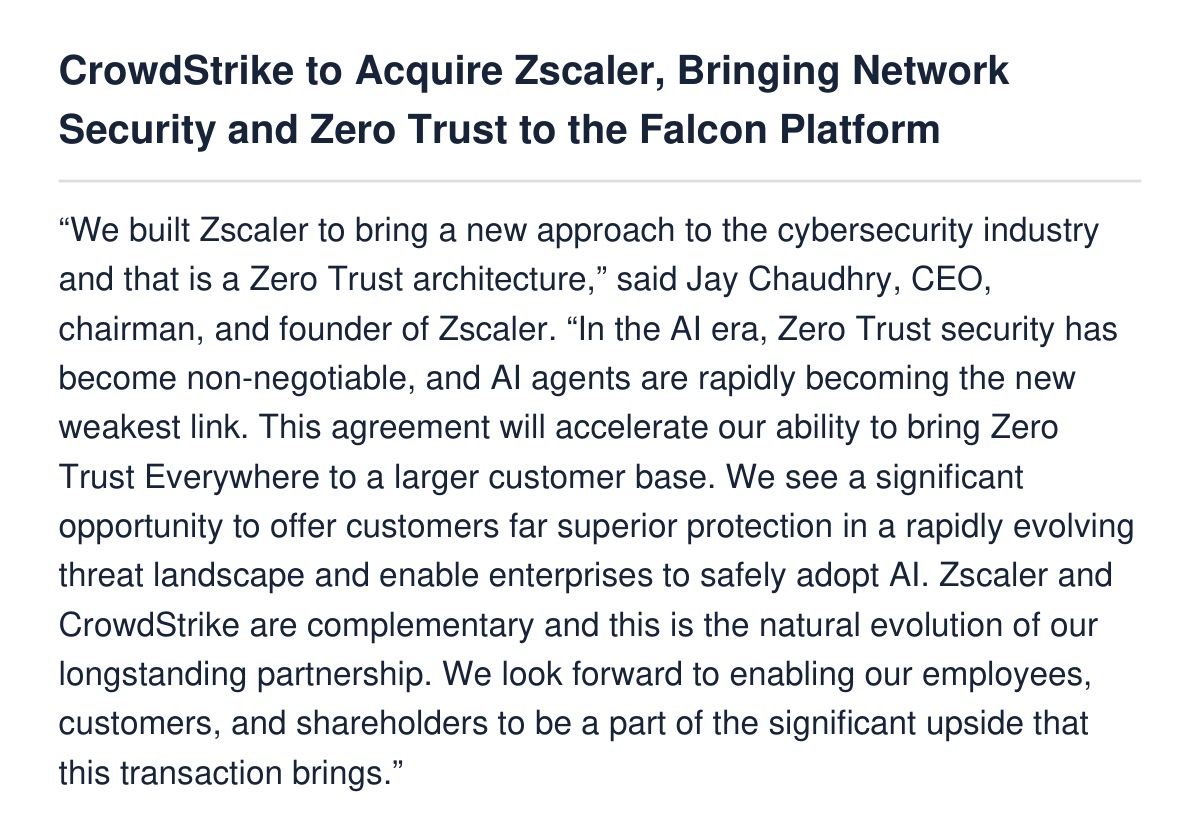 CrowdStrike to Acquire Zscaler, Bringing Network
Security and Zero Trust to the Falcon Platform
“We built Zscaler to bring a new approach to the cybersecurity industry
and that is a Zero Trust architecture,” said Jay Chaudhry, CEO,
chairman, and founder of Zscaler. “In the AI era, Zero Trust security has
become non-negotiable, and AI agents are rapidly becoming the new
weakest link. This agreement will accelerate our ability to bring Zero
Trust Everywhere to a larger customer base. We see a significant
opportunity to offer customers far superior protection in a rapidly evolving
threat landscape and enable enterprises to safely adopt AI. Zscaler and
CrowdStrike are complementary and this is the natural evolution of our
longstanding partnership. We look forward to enabling our employees,
customers, and shareholders to be a part of the significant upside that
this transaction brings.”